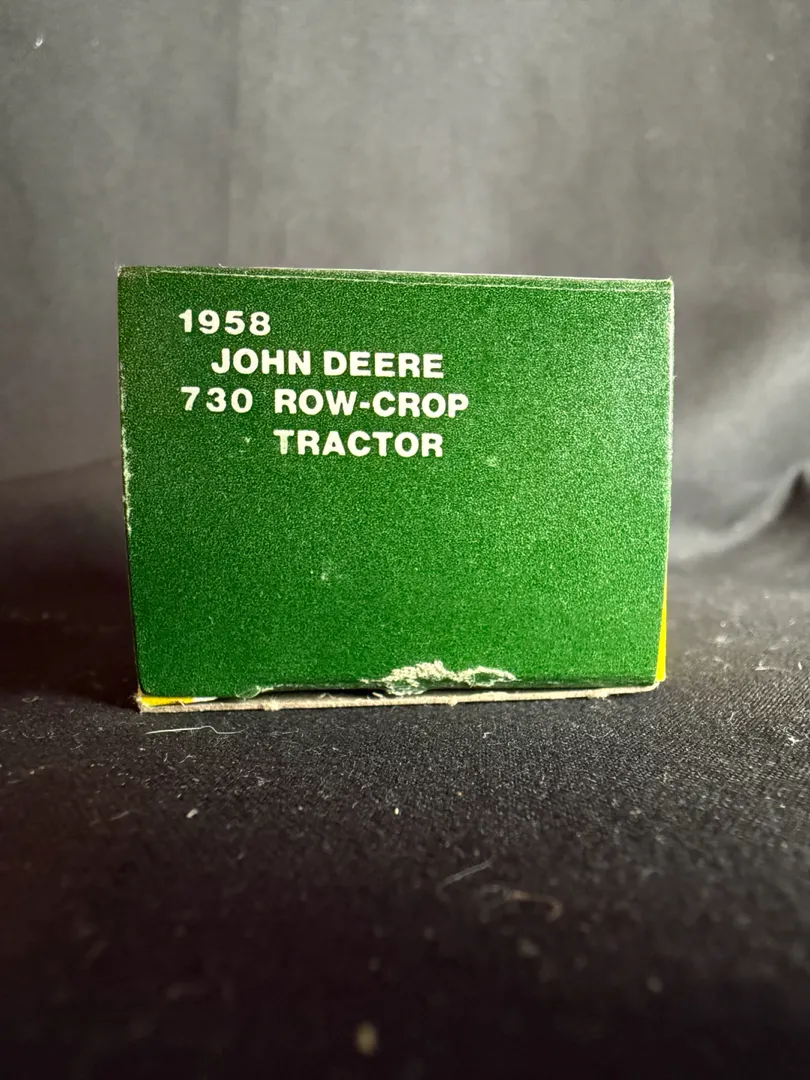 1958
JOHN DEERE
730 ROW-CROP
TRACTOR